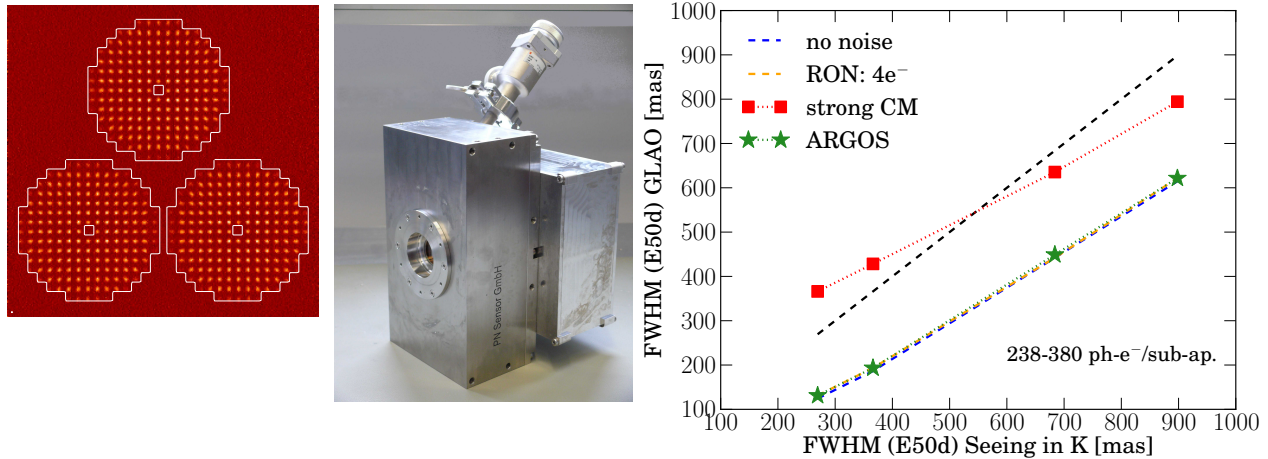 PN Sensor GmbH
FWHM (E50d) GLAO [mas]
1000
900
800
700
600
500
400
300
200
100
no noise
RON: 4e⁻
strong CM
ARGOS
238-380 ph-e⁻/sub-ap.
100 200 300 400 500 600 700 800 900 1000
FWHM (E50d) Seeing in K [mas]